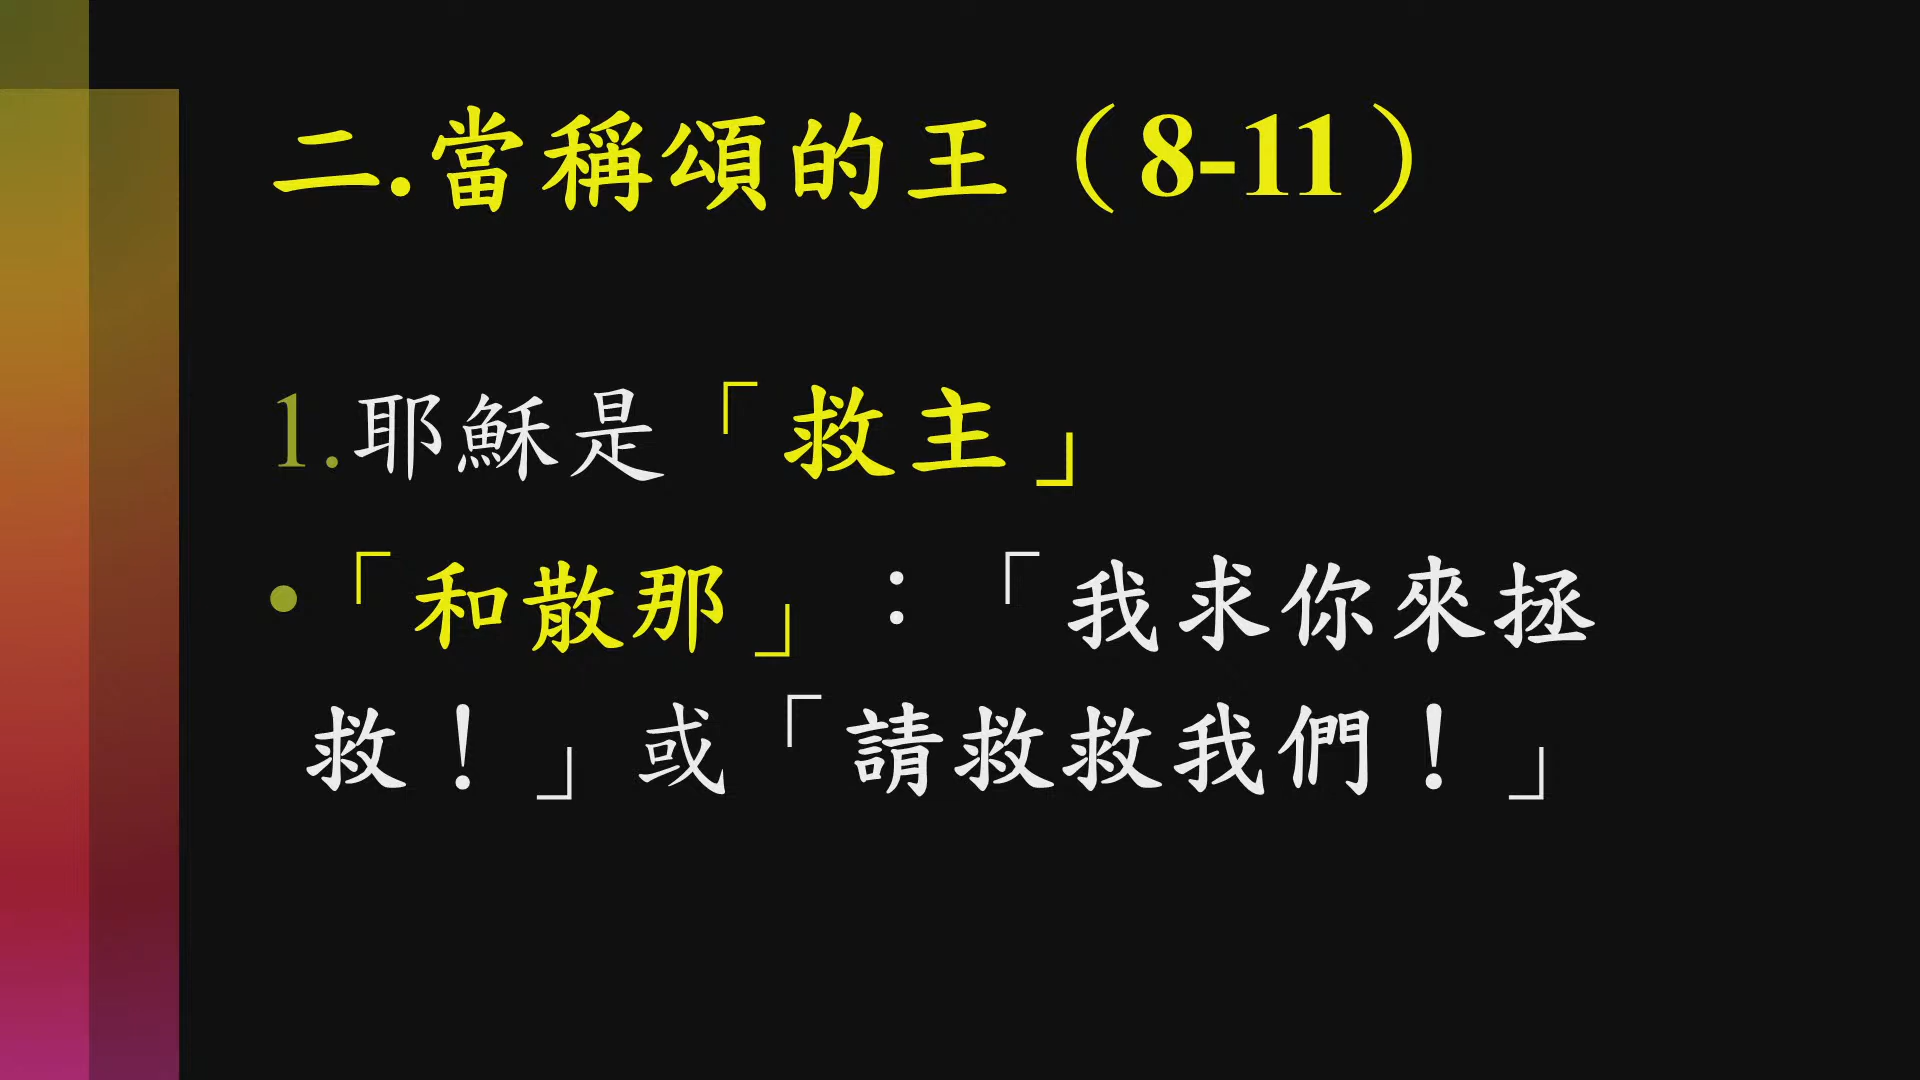 二.當稱頌的王（8-11）
1.耶穌是「救主」
•「和散那」：「我求你來拯
救！」或「請救救我們！」